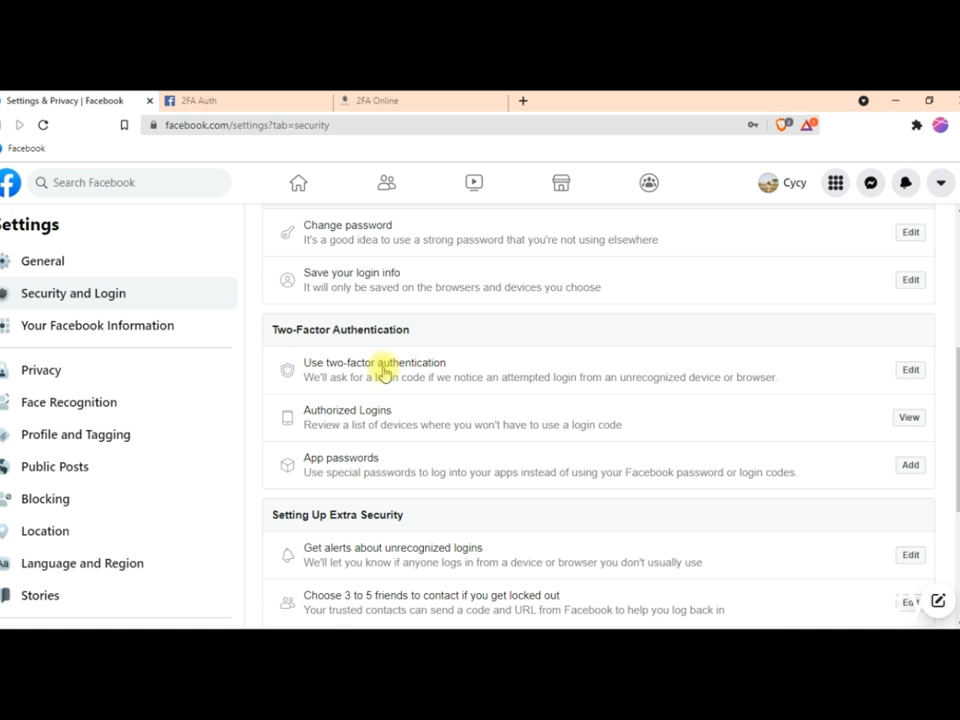 Settings & Privacy | Facebook
2FA Auth
2FA Online
facebook.com/settings?tab=security
Facebook
Search Facebook
Cycy
ettings
General
Security and Login
Your Facebook Information
Privacy
Face Recognition
Profile and Tagging
Public Posts
Blocking
Location
Language and Region
Stories
Change password
It's a good idea to use a strong password that you're not using elsewhere
Edit
Save your login info
It will only be saved on the browsers and devices you choose
Edit
Two-Factor Authentication
Use two-factor authentication
We'll ask for a login code if we notice an attempted login from an unrecognized device or browser.
Edit
Authorized Logins
Review a list of devices where you won't have to use a login code
View
App passwords
Use special passwords to log into your apps instead of using your Facebook password or login codes.
Add
Setting Up Extra Security
Get alerts about unrecognized logins
We'll let you know if anyone logs in from a device or browser you don't usually use
Edit
Choose 3 to 5 friends to contact if you get locked out
Your trusted contacts can send a code and URL from Facebook to help you log back in
Edit